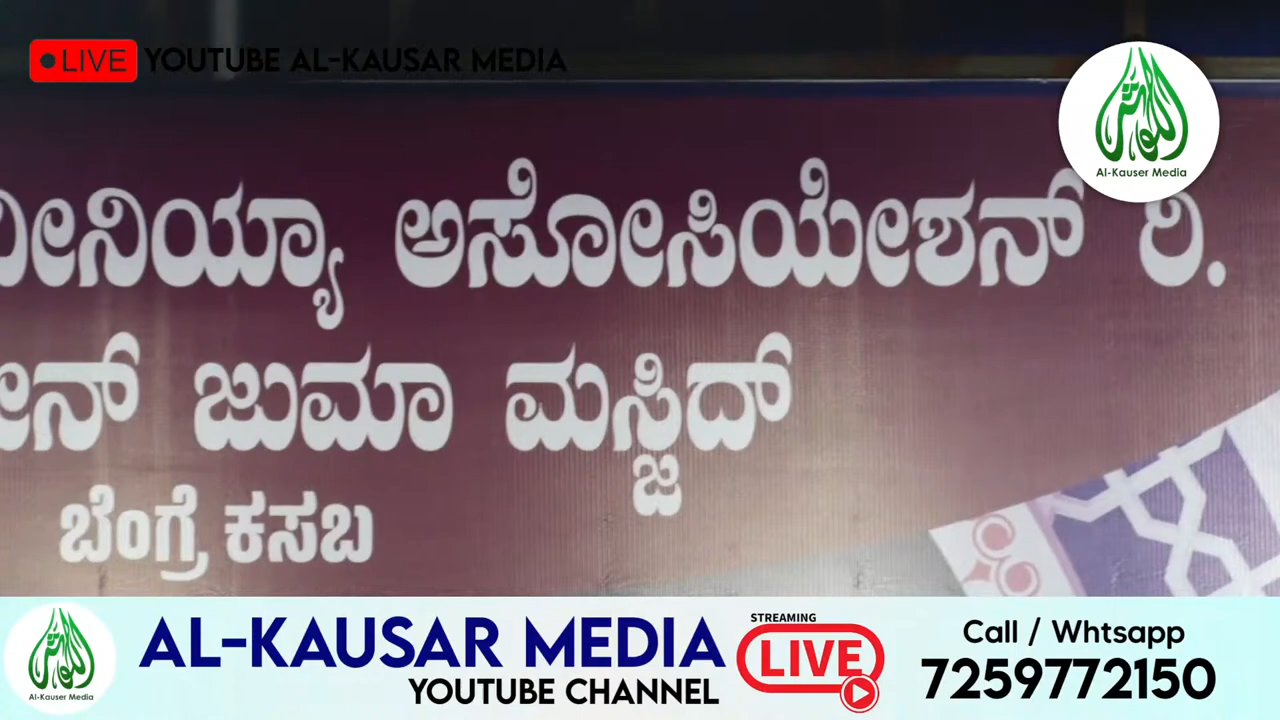 LIVE YOUTUBE AL-KAUSAR MEDIA
Al-Kauser Media
ಅಸೋಸಿಯೇಶನ್ ರಿ.
ಜುಮಾ ಮಸ್ಜಿದ್
ಬೆಂಗ್ರೆ ಕಸಬ
Al-Kauser Media
AL-KAUSAR MEDIA
YOUTUBE CHANNEL
STREAMING
LIVE
Call / Whtsapp
7259772150